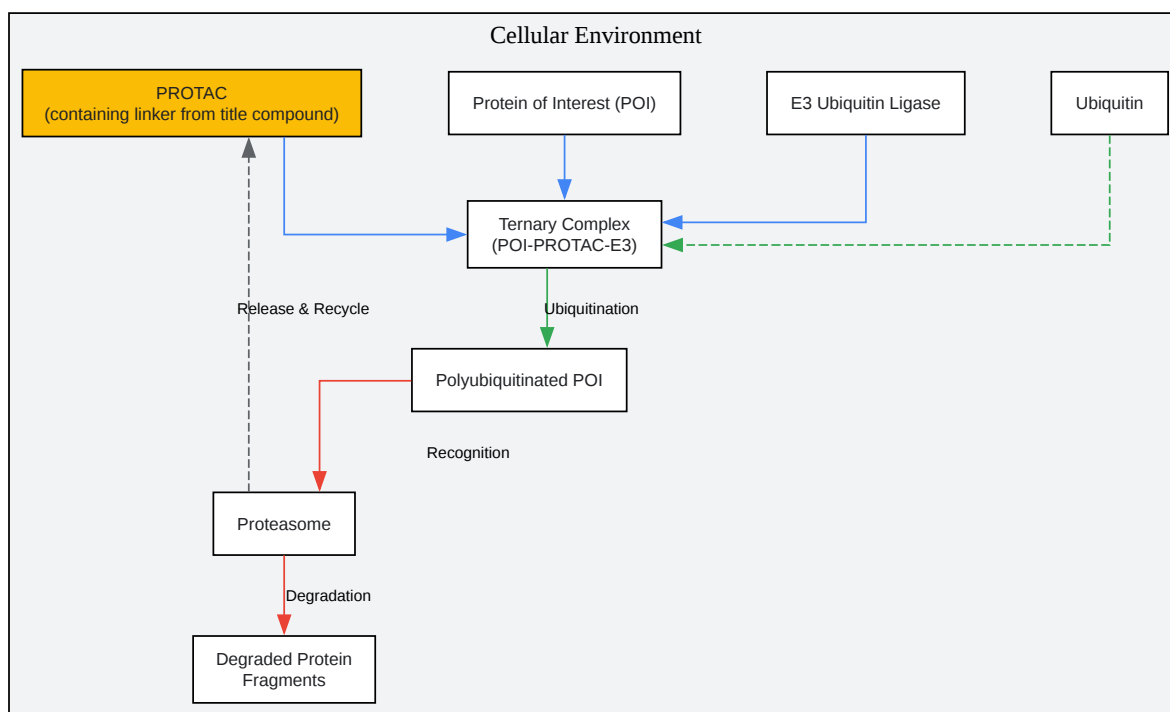 Cellular Environment
PROTAC
(containing linker from title compound)
Protein of Interest (POI)
E3 Ubiquitin Ligase
Ubiquitin
Ternary Complex
(POI-PROTAC-E3)
Release & Recycle
Ubiquitination
Polyubiquitinated POI
Recognition
Proteasome
Degradation
Degraded Protein
Fragments